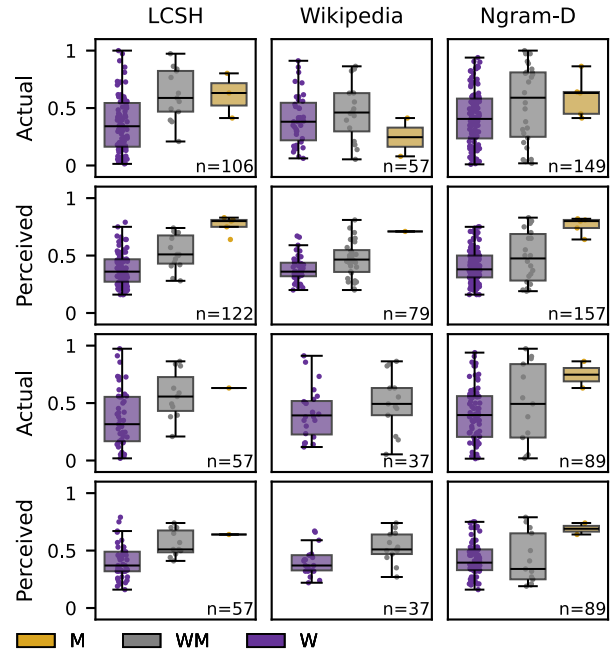 LCSH Wikipedia Ngram-D
Actual 1 0.5 0 n=106 n=57 n=149
Perceived 1 0.5 0 n=122 n=79 n=157
Actual 1 0.5 0 n=57 n=37 n=89
Perceived 1 0.5 0 n=57 n=37 n=89
M WM W